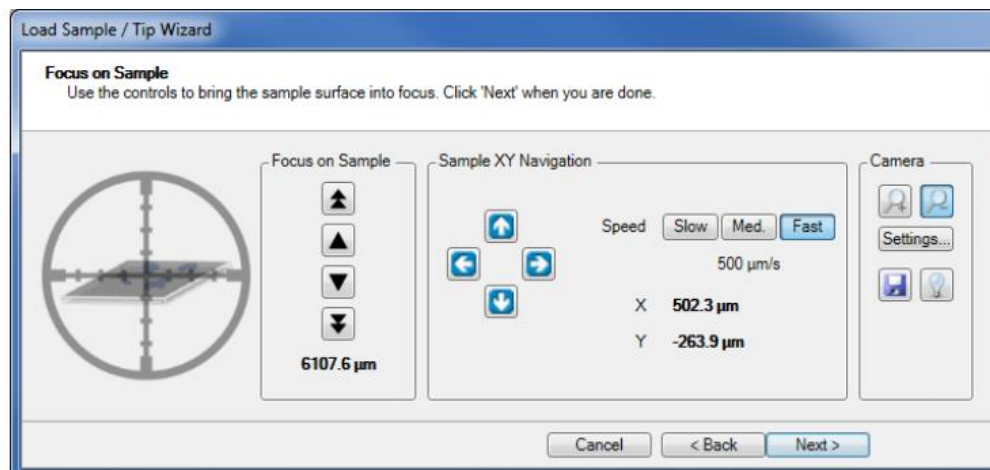 Load Sample / Tip Wizard
Focus on Sample
Use the controls to bring the sample surface into focus. Click 'Next' when you are done.
Focus on Sample
6107.6 µm
Sample XY Navigation
Speed Slow Med. Fast
500 µm/s
X 502.3 µm
Y -263.9 µm
Camera
Settings...
Cancel < Back Next >